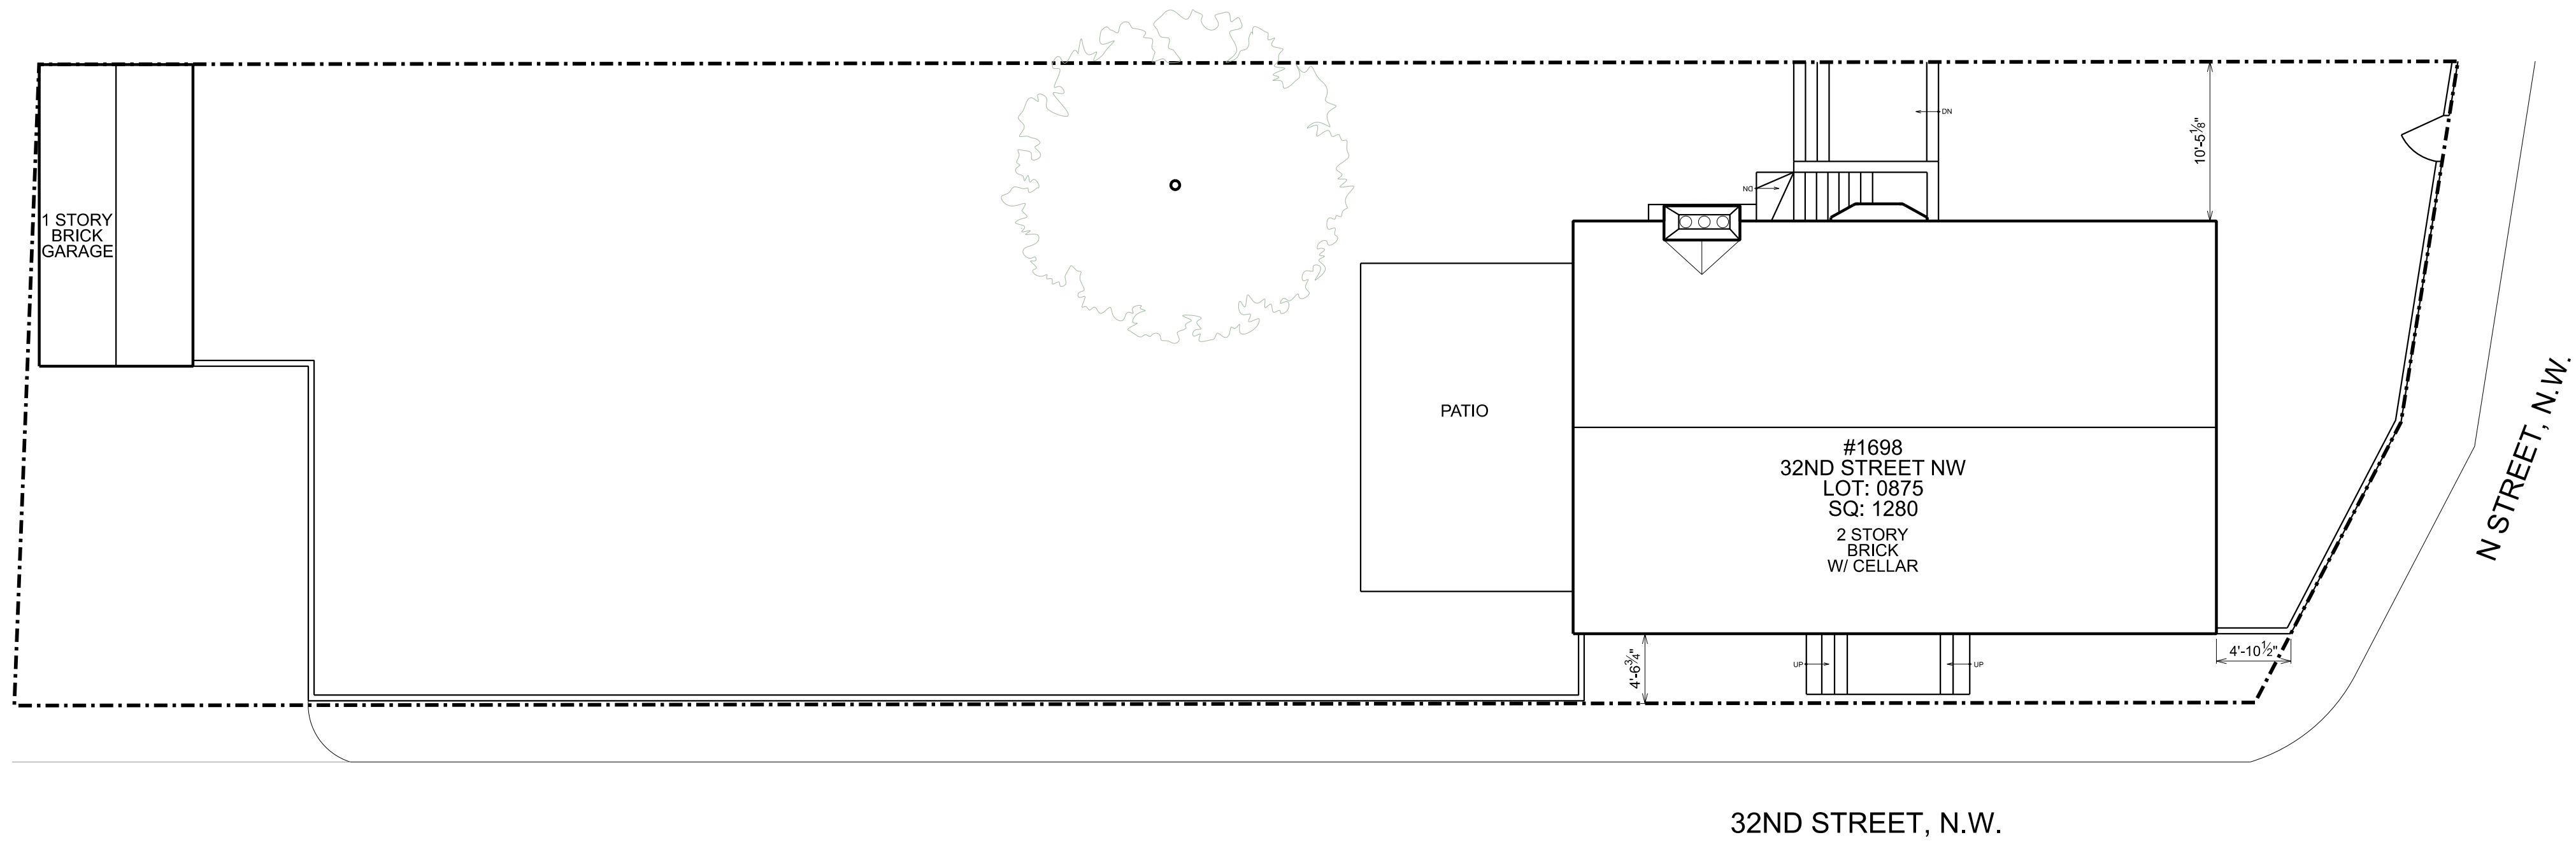 DN
10'-5⅛"
DN
1 STORY
BRICK
GARAGE
PATIO
#1698
32ND STREET NW
LOT: 0875
SQ: 1280
2 STORY
BRICK
W/ CELLAR
N STREET, N.W.
4'-6¾"
UP
UP
4'-10½"
32ND STREET, N.W.